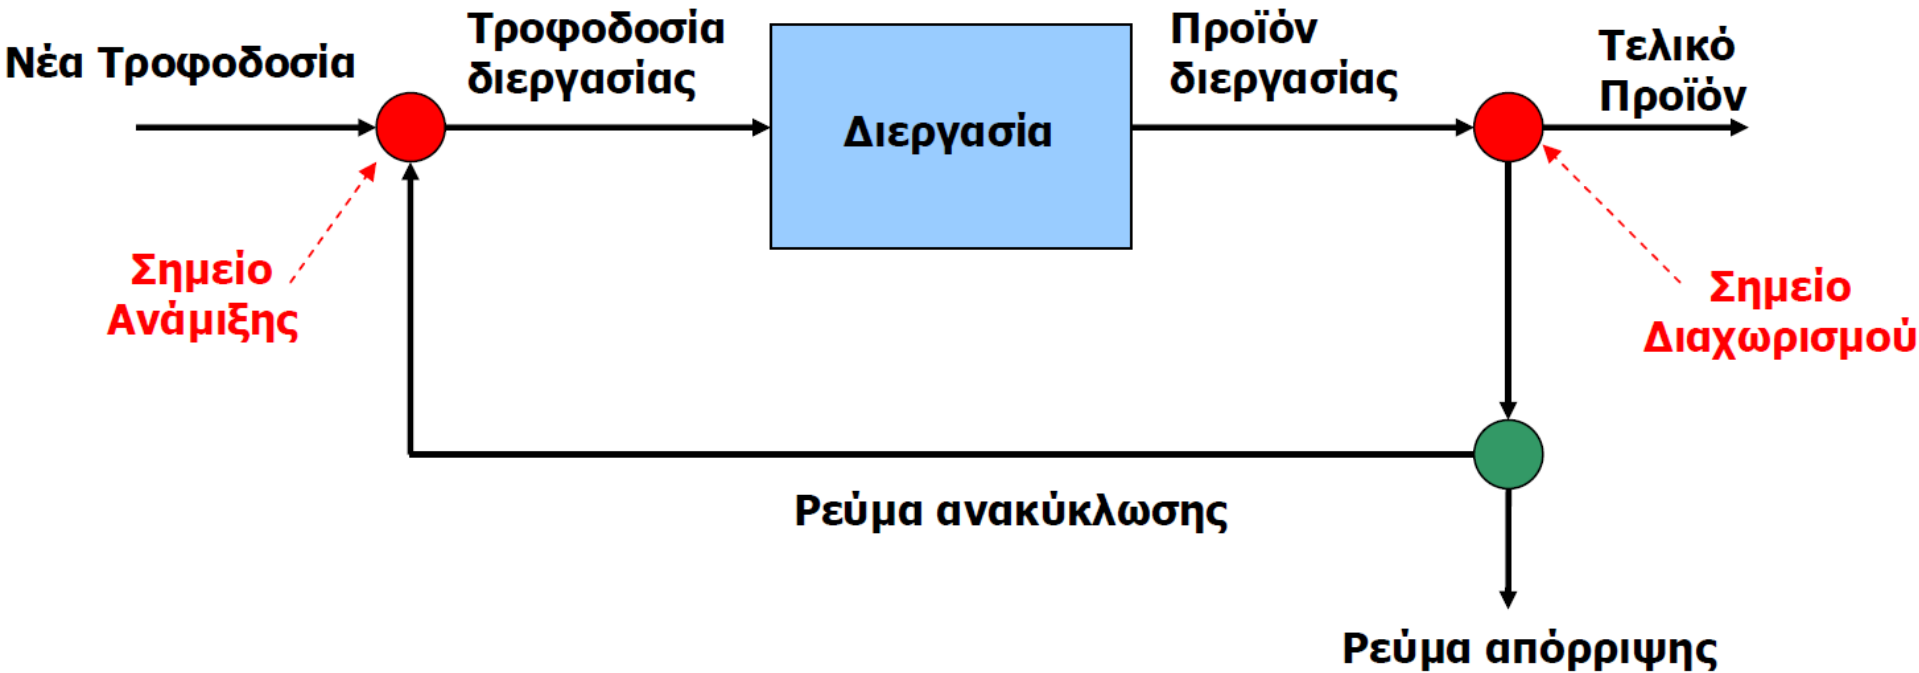 Νέα Τροφοδοσία
Τροφοδοσία
διεργασίας
Διεργασία
Προϊόν
διεργασίας
Τελικό
Προϊόν
Σημείο
Ανάμιξης
Σημείο
Διαχωρισμού
Ρεύμα ανακύκλωσης
Ρεύμα απόρριψης